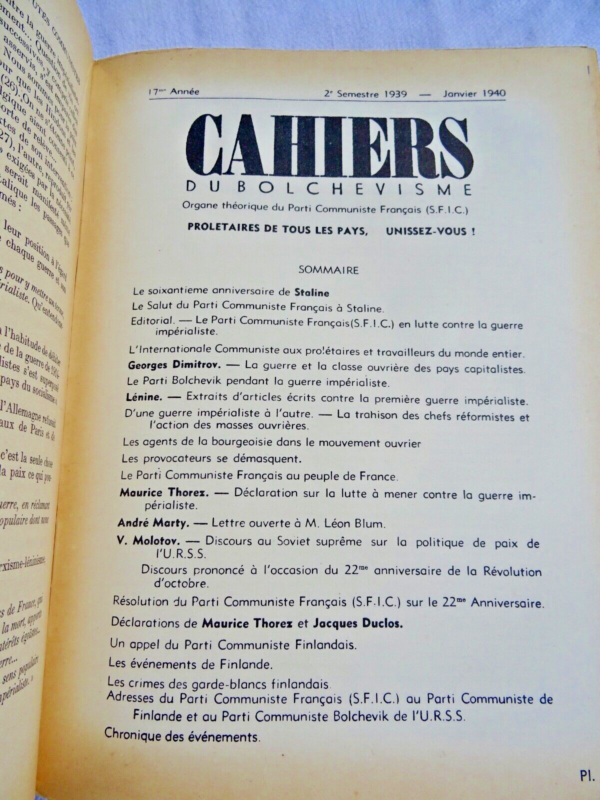 17me Année
2e Semestre 1939 — Janvier 1940
CAHIERS
DU BOLCHEVISME
Organe théorique du Parti Communiste Français (S.F.I.C.)
PROLETAIRES DE TOUS LES PAYS, UNISSEZ-VOUS !
SOMMAIRE
Le soixantieme anniversaire de Staline
Le Salut du Parti Communiste Français à Staline.
Editorial. — Le Parti Communiste Français(S.F.I.C.) en lutte contre la guerre
impérialiste.
L'Internationale Communiste aux prolétaires et travailleurs du monde entier.
Georges Dimitrov. — La guerre et la classe ouvrière des pays capitalistes.
Le Parti Bolchevik pendant la guerre impérialiste.
Lénine. — Extraits d'articles écrits contre la première guerre impérialiste.
D'une guerre impérialiste à l'autre. — La trahison des chefs réformistes et
l'action des masses ouvrières.
Les agents de la bourgeoisie dans le mouvement ouvrier
Les provocateurs se démasquent.
Le Parti Communiste Français au peuple de France.
Maurice Thorez. — Déclaration sur la lutte à mener contre la guerre im-
périaliste.
André Marty. — Lettre ouverte à M. Léon Blum.
V. Molotov. — Discours au Soviet suprême sur la politique de paix de
l'U.R.S.S.
Discours prononcé à l'occasion du 22me anniversaire de la Révolution
d'octobre.
Résolution du Parti Communiste Français (S.F.I.C.) sur le 22me Anniversaire.
Déclarations de Maurice Thorez et Jacques Duclos.
Un appel du Parti Communiste Finlandais.
Les événements de Finlande.
Les crimes des garde-blancs finlandais
Adresses du Parti Communiste Français (S.F.I.C.) au Parti Communiste de
Finlande et au Parti Communiste Bolchevik de l'U.R.S.S.
Chronique des événements.
Pl.